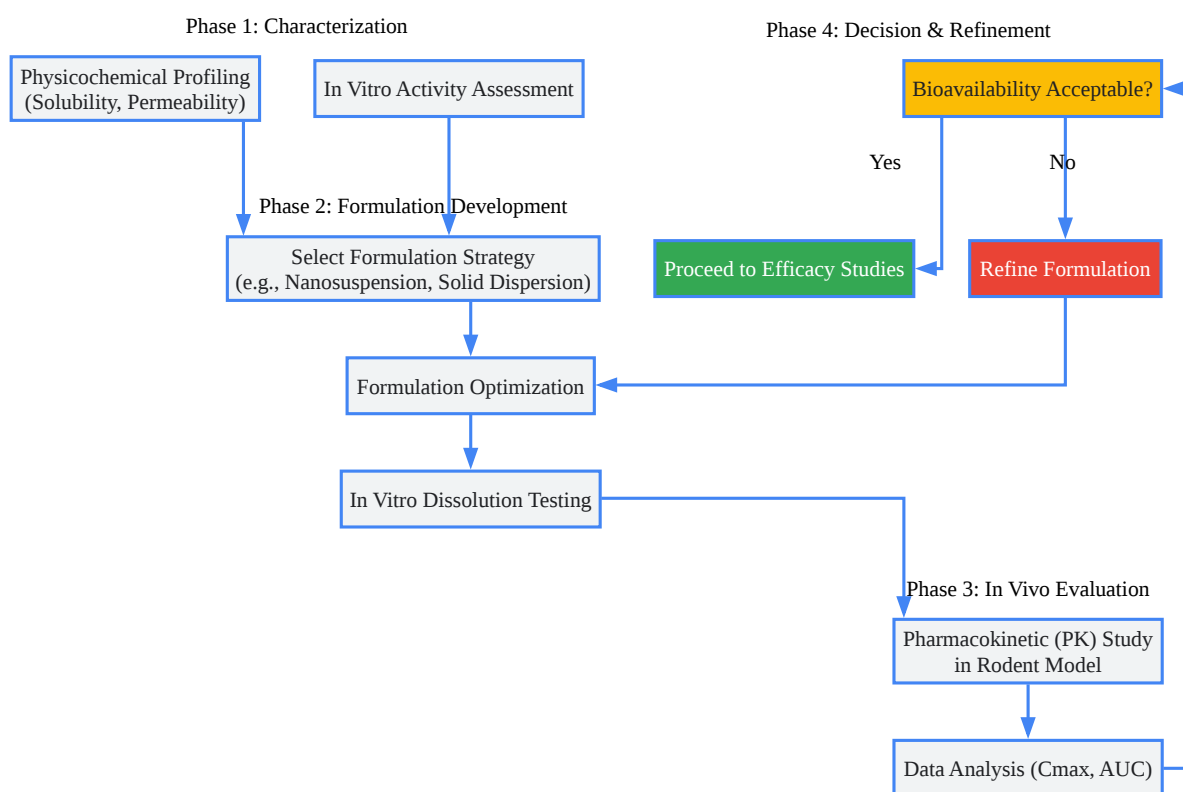 Phase 1: Characterization
Physicochemical Profiling
(Solubility, Permeability)
In Vitro Activity Assessment
Phase 2: Formulation Development
Select Formulation Strategy
(e.g., Nanosuspension, Solid Dispersion)
Formulation Optimization
In Vitro Dissolution Testing
Phase 3: In Vivo Evaluation
Pharmacokinetic (PK) Study
in Rodent Model
Data Analysis (Cmax, AUC)
Phase 4: Decision & Refinement
Bioavailability Acceptable?
Yes
No
Proceed to Efficacy Studies
Refine Formulation